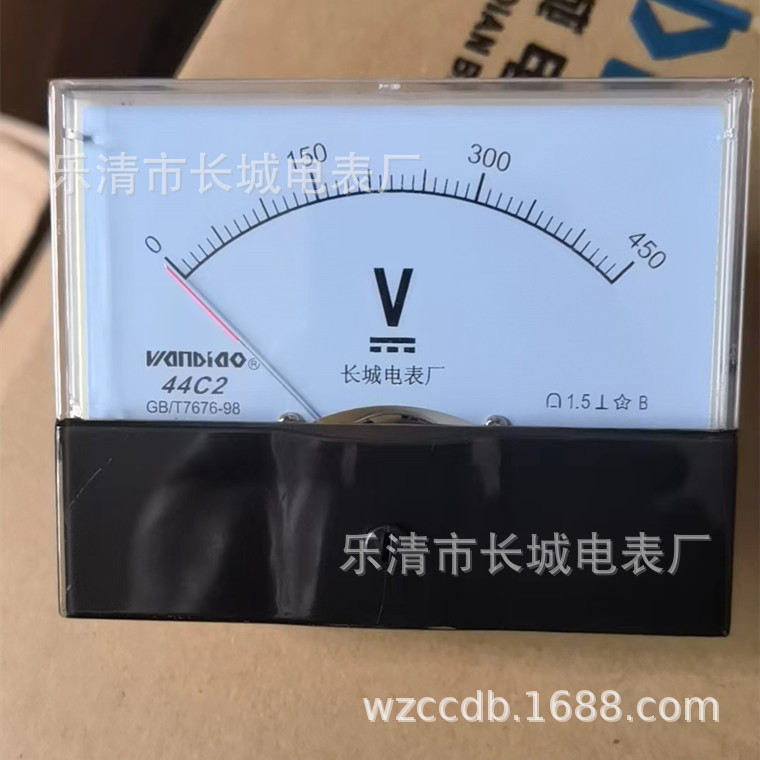 DIAN B
乐清市长城电表厂
0 150 300 450
V
WANDIAO®
长城电表厂
44C2
GB/T7676-98
1.5 ⊥ ☆ B
乐清市长城电表厂
wzccdb.1688.com